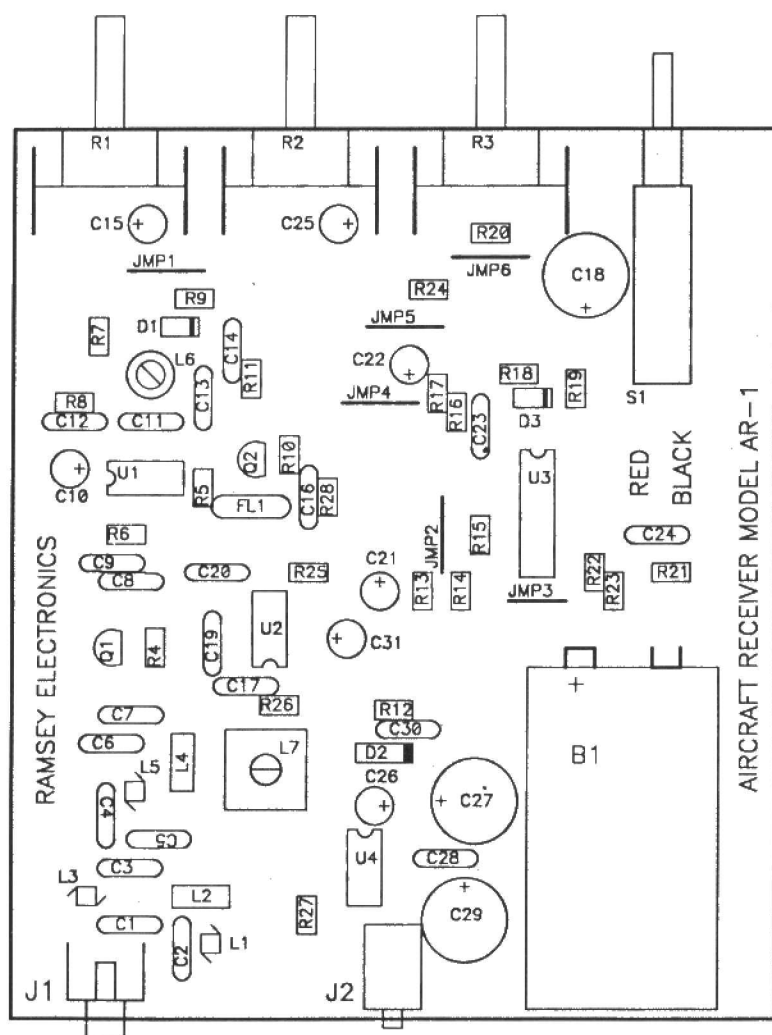 R1 R2 R3
C15 + C25 + R20
C18 +
JMP1 JMP6
R9 R24
R7 D1 C14 JMP5
L6 R11 C22 + R18 R19
R8 C13 JMP4 R17 R16 C23 D3 S1
C12 C11
+ C10 U1 R5 Q2 R10 U3 RED BLACK
FL1 C16 R28
R6 JMP2 R15 C24
C9 C8 C20 R25 C21 + R13 R14 JMP3 R22 R23 R21
Q1 R4 C19 U2 + C31
C17 R26
+ B1
C7 R12 C30
C6 L4 L7 D2
L5 C26 + + C27
C4 C5 U4
C3 C28
L3 L2 + C29
C1 C2 L1 R27
J1 J2
RAMSEY ELECTRONICS
AIRCRAFT RECEIVER MODEL AR-1